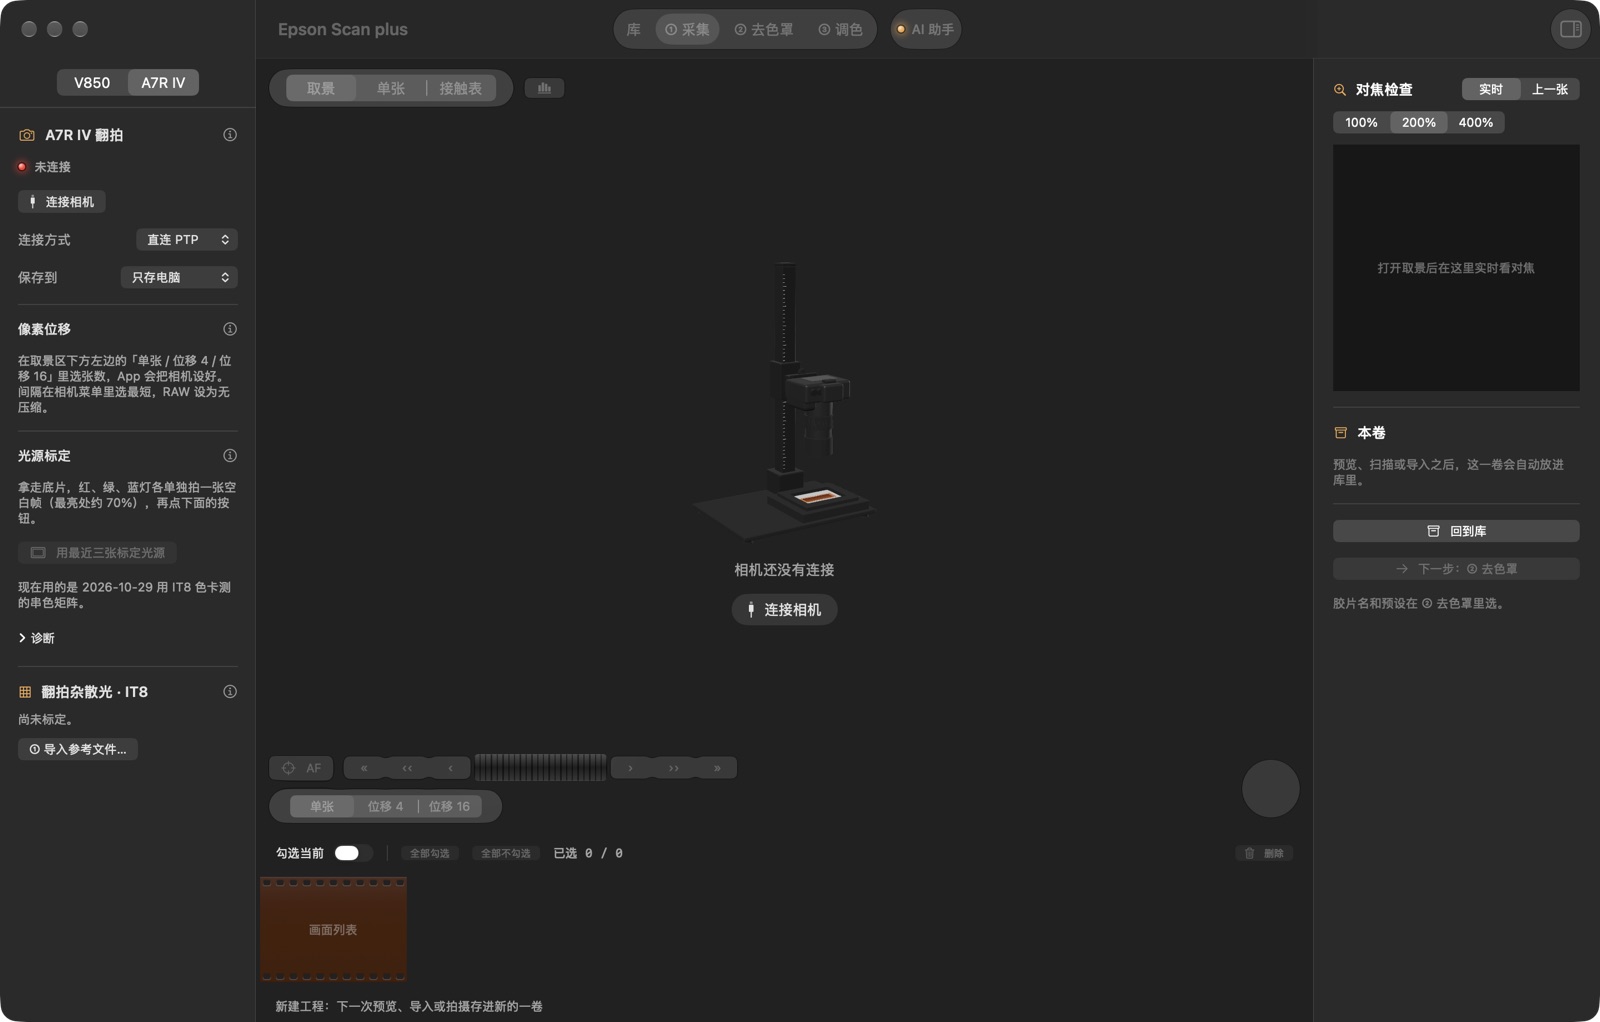 Epson Scan plus
库
① 采集
② 去色罩
③ 调色
AI 助手
V850
A7R IV
A7R IV 翻拍
未连接
连接相机
连接方式
直连 PTP
保存到
只存电脑
像素位移
在取景区下方左边的「单张 / 位移 4 / 位
移 16」里选张数，App 会把相机设好。
间隔在相机菜单里选最短，RAW 设为无
压缩。
光源标定
拿走底片，红、绿、蓝灯各单独拍一张空
白帧（最亮处约 70%），再点下面的按
钮。
用最近三张标定光源
现在用的是 2026-10-29 用 IT8 色卡测
的串色矩阵。
诊断
翻拍杂散光 · IT8
尚未标定。
① 导入参考文件...
取景
单张
接触表
相机还没有连接
连接相机
AF
« ‹‹ ‹
› ›› »
单张
位移 4
位移 16
勾选当前
全部勾选
全部不勾选
已选 0 / 0
删除
画面列表
新建工程：下一次预览、导入或拍摄存进新的一卷
对焦检查
实时
上一张
100%
200%
400%
打开取景后在这里实时看对焦
本卷
预览、扫描或导入之后，这一卷会自动放进
库里。
回到库
下一步：② 去色罩
胶片名和预设在 ② 去色罩里选。